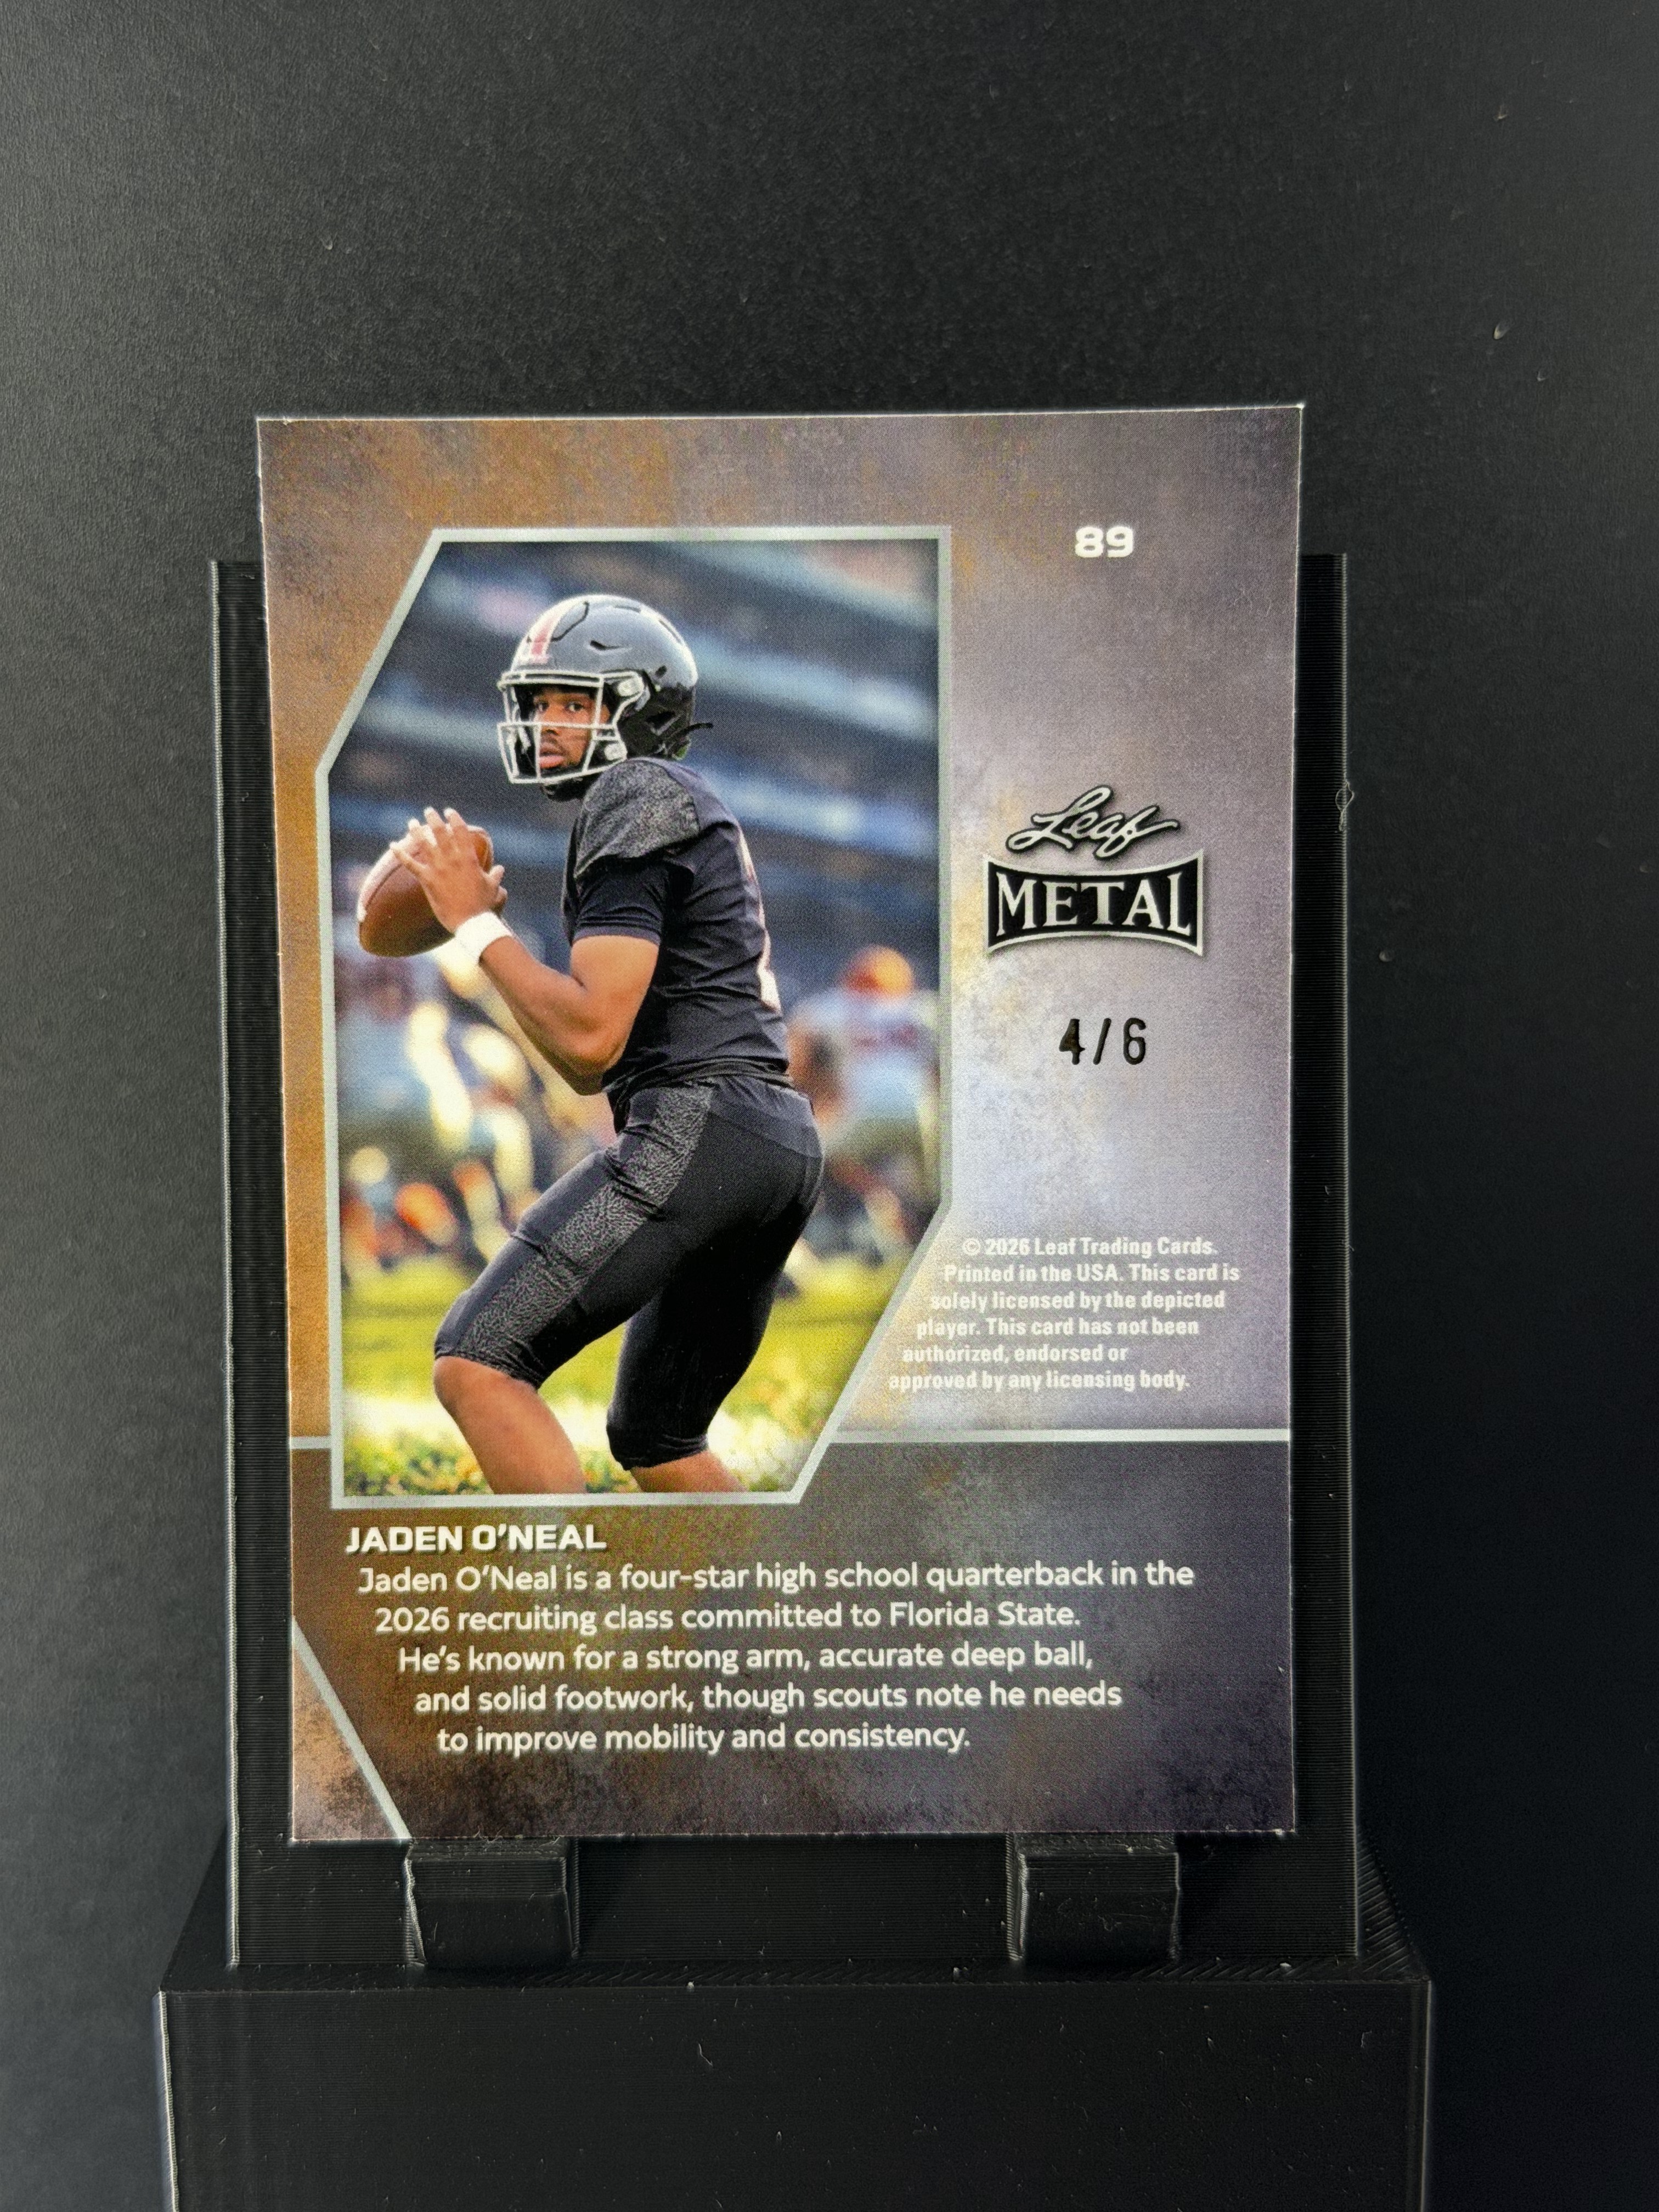 89
Leaf
METAL
4/6
© 2026 Leaf Trading Cards.
Printed in the USA. This card is
solely licensed by the depicted
player. This card has not been
authorized, endorsed or
approved by any licensing body.
JADEN O'NEAL
Jaden O'Neal is a four-star high school quarterback in the
2026 recruiting class committed to Florida State.
He's known for a strong arm, accurate deep ball,
and solid footwork, though scouts note he needs
to improve mobility and consistency.